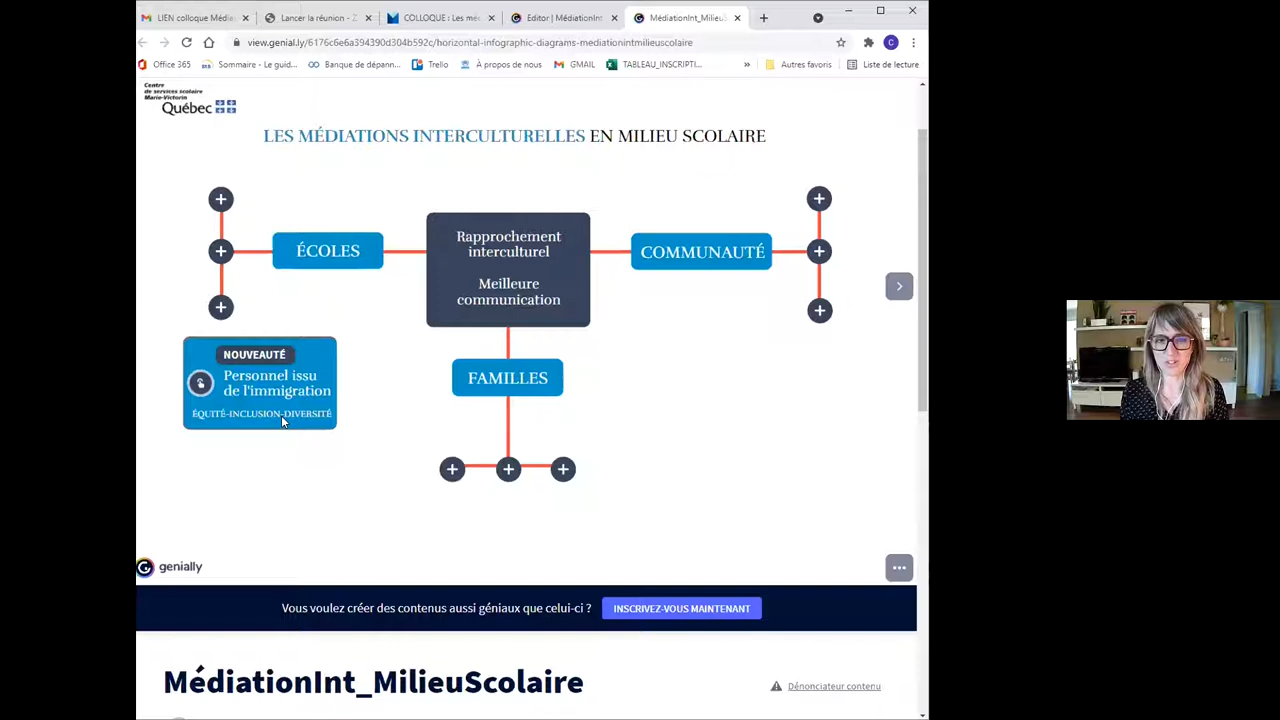 LIEN colloque Médi
Lancer la réunion - Z
COLLOQUE : Les mé
Editor | MédiationInt
MédiationInt_Milieu
view.genial.ly/6176c6e6a394390d304b592c/horizontal-infographic-diagrams-mediationintmilieuscolaire
C
Office 365
Sommaire - Le guid...
Banque de dépann...
Trello
À propos de nous
GMAIL
TABLEAU_INSCRIPTI...
»
Autres favoris
Liste de lecture
Centre
de services scolaire
Marie-Victorin
Québec
LES MÉDIATIONS INTERCULTURELLES EN MILIEU SCOLAIRE
ÉCOLES
Rapprochement
interculturel
Meilleure
communication
COMMUNAUTÉ
NOUVEAUTÉ
Personnel issu
de l'immigration
ÉQUITÉ-INCLUSION-DIVERSITÉ
FAMILLES
genially
Vous voulez créer des contenus aussi géniaux que celui-ci ?
INSCRIVEZ-VOUS MAINTENANT
MédiationInt_MilieuScolaire
Dénonciateur contenu